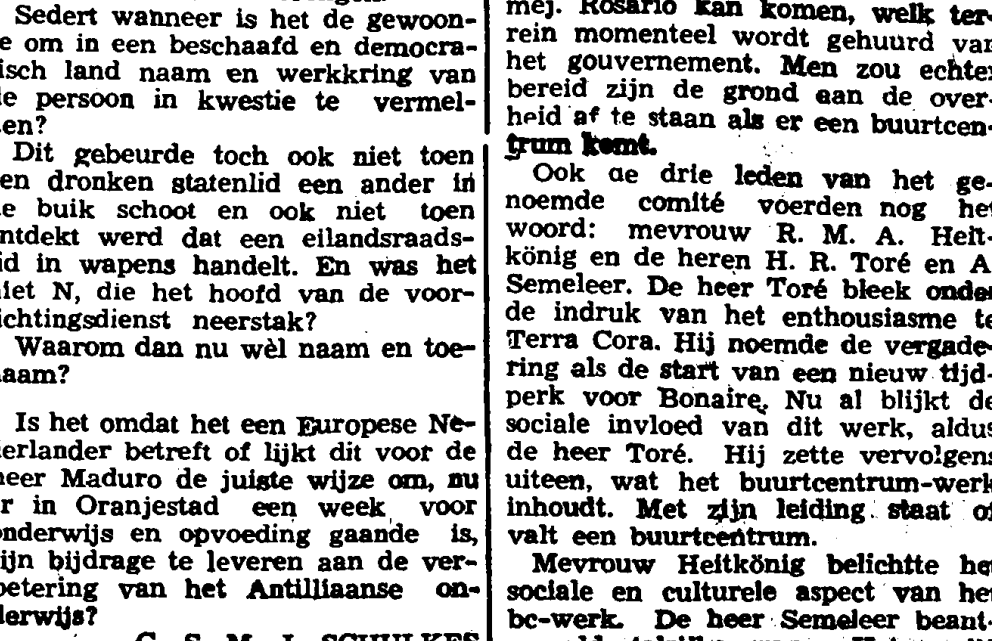 Sedert wanneer is het de gewoon-
e om in een beschaafd en democra-
isch land naam en werkkring van
e persoon in kwestie te vermel-
en?
Dit gebeurde toch ook niet toen
en dronken statenlid een ander in
e buik schoot en ook niet toen
ntdekt werd dat een eilandsraads-
id in wapens handelt. En was het
iet N, die het hoofd van de voor-
ichtingsdienst neerstak?
Waarom dan nu wèl naam en toe-
aam?
Is het omdat het een Europese Ne-
erlander betreft of lijkt dit voor de
heer Maduro de juiste wijze om, nu
r in Oranjestad een week voor
onderwijs en opvoeding gaande is,
ijn bijdrage te leveren aan de ver-
betering van het Antilliaanse on-
derwijs?
C. S. M. J. SCHULKES
mej. Rosario kan komen, welk ter-
rein momenteel wordt gehuurd van
het gouvernement. Men zou echter
bereid zijn de grond aan de over-
heid af te staan als er een buurtcen-
trum komt.
Ook de drie leden van het ge-
noemde comité voerden nog het
woord: mevrouw R. M. A. Heit-
könig en de heren H. R. Toré en A.
Semeleer. De heer Toré bleek onder
de indruk van het enthousiasme te
Terra Cora. Hij noemde de vergade-
ring als de start van een nieuw tijd-
perk voor Bonaire. Nu al blijkt de
sociale invloed van dit werk, aldus
de heer Toré. Hij zette vervolgens
uiteen, wat het buurtcentrum-werk
inhoudt. Met zijn leiding staat of
valt een buurtcentrum.
Mevrouw Heitkönig belichtte het
sociale en culturele aspect van het
bc-werk. De heer Semeleer beant-